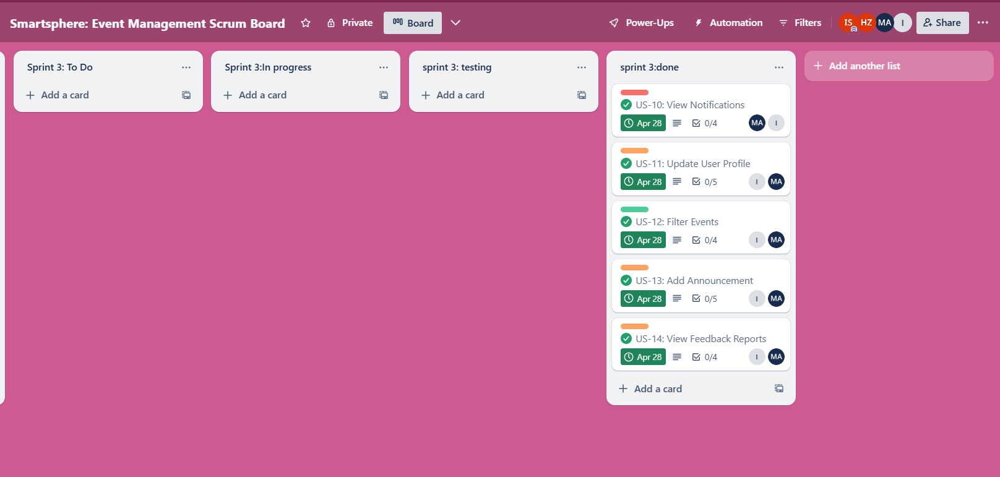 Smartsphere: Event Management Scrum Board
Private
Board
Power-Ups
Automation
Filters
IS
HZ
MA
I
Share
Sprint 3: To Do
Add a card
Sprint 3:In progress
Add a card
sprint 3: testing
Add a card
sprint 3:done
US-10: View Notifications
Apr 28
0/4
MA
I
US-11: Update User Profile
Apr 28
0/5
I
MA
US-12: Filter Events
Apr 28
0/4
I
MA
US-13: Add Announcement
Apr 28
0/5
I
MA
US-14: View Feedback Reports
Apr 28
0/4
I
MA
Add a card
Add another list